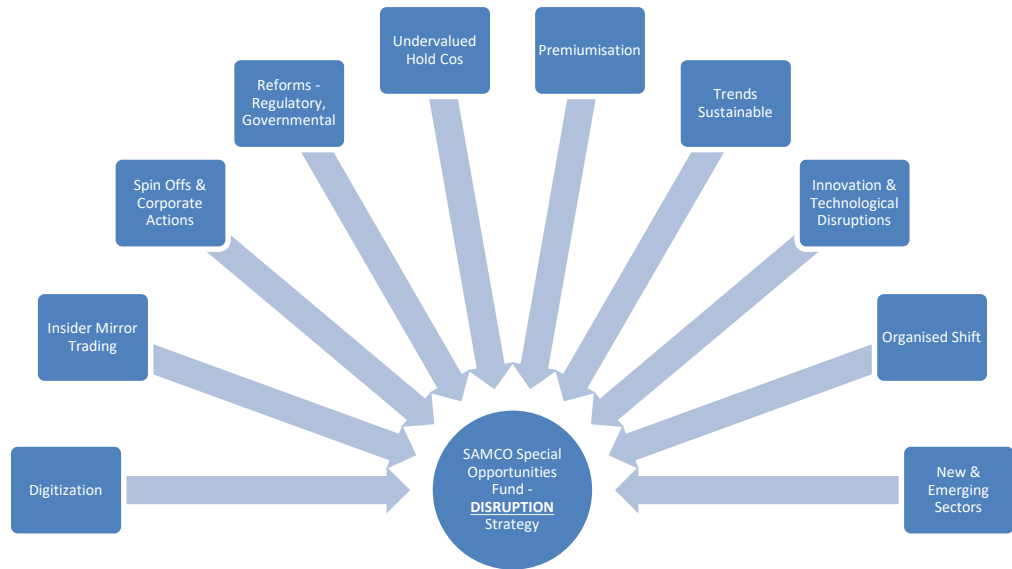 Undervalued
Hold Cos
Premiumisation
Reforms -
Regulatory,
Governmental
Trends
Sustainable
Spin Offs &
Corporate
Actions
Innovation &
Technological
Disruptions
Insider Mirror
Trading
Organised Shift
Digitization
SAMCO Special
Opportunities
Fund -
DISRUPTION
Strategy
New &
Emerging
Sectors